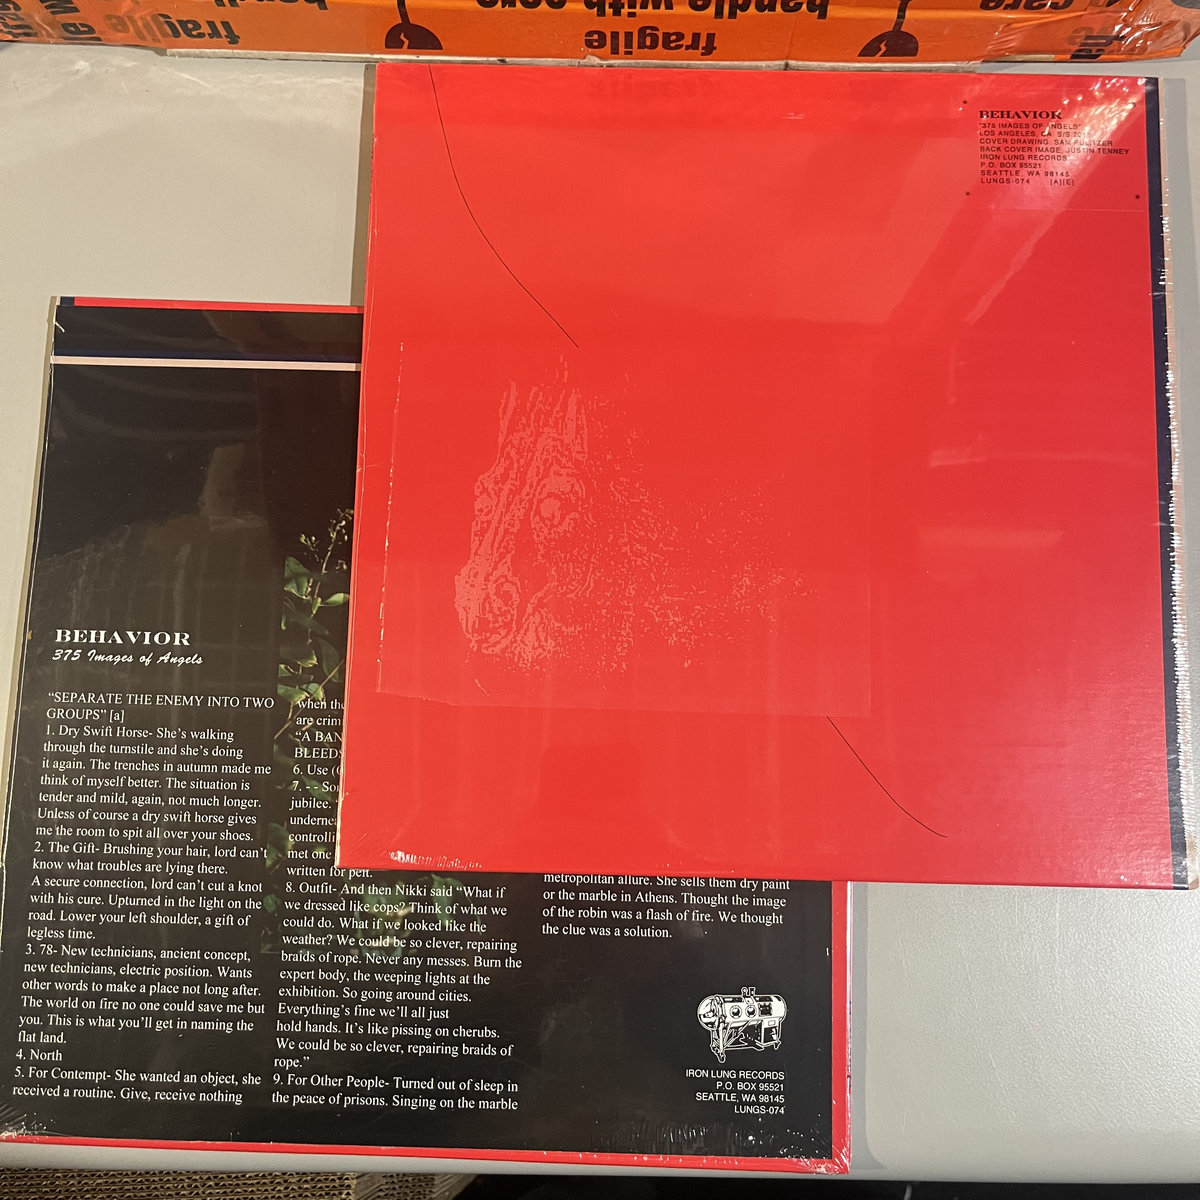 fragile
handle with care
fragile
handle with care
BEHAVIOR
"375 IMAGES OF ANGELS"
LOS ANGELES, CA S/S
COVER DRAWING: SAM
BACK COVER IMAGE: JUSTIN TENNEY
IRON LUNG RECORDS
P.O. BOX 95521
SEATTLE, WA 98145
LUNGS-074 [A][E]
BEHAVIOR
375 Images of Angels
“SEPARATE THE ENEMY INTO TWO
GROUPS” [a]
1. Dry Swift Horse- She’s walking
through the turnstile and she’s doing
it again. The trenches in autumn made me
think of myself better. The situation is
tender and mild, again, not much longer.
Unless of course a dry swift horse gives
me the room to spit all over your shoes.
2. The Gift- Brushing your hair, lord can’t
know what troubles are lying there.
A secure connection, lord can’t cut a knot
with his cure. Upturned in the light on the
road. Lower your left shoulder, a gift of
legless time.
3. 78- New technicians, ancient concept,
new technicians, electric position. Wants
other words to make a place not long after.
The world on fire no one could save me but
you. This is what you’ll get in naming the
flat land.
4. North
5. For Contempt- She wanted an object, she
received a routine. Give, receive nothing
when
are
“A
6. Use
7. - -
jubilee.
met one
written for pelt.
8. Outfit- And then Nikki said “What if
we dressed like cops? Think of what we
could do. What if we looked like the
weather? We could be so clever, repairing
braids of rope. Never any messes. Burn the
expert body, the weeping lights at the
exhibition. So going around cities.
Everything’s fine we’ll all just
hold hands. It’s like pissing on cherubs.
We could be so clever, repairing braids of
rope.”
9. For Other People- Turned out of sleep in
the peace of prisons. Singing on the marble
metropolitan allure. She sells them dry paint
or the marble in Athens. Thought the image
of the robin was a flash of fire. We thought
the clue was a solution.
IRON LUNG RECORDS
P.O. BOX 95521
SEATTLE, WA 98145
LUNGS-074